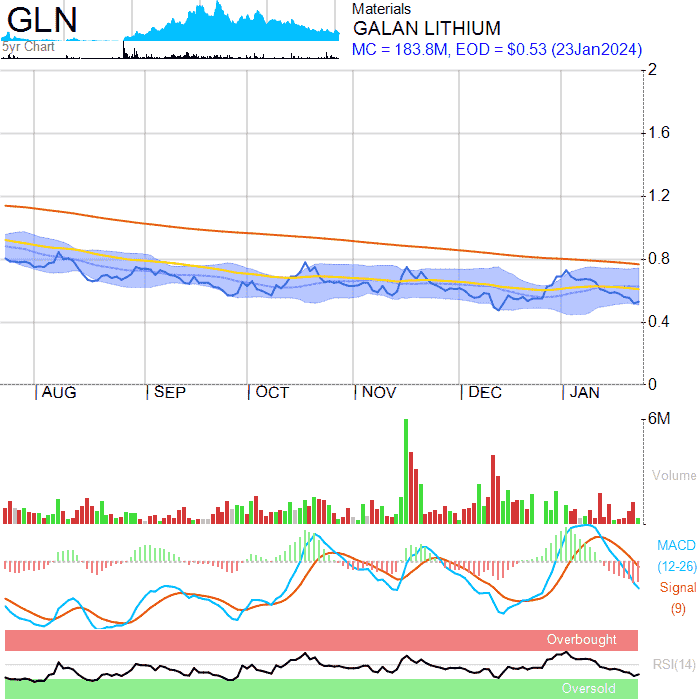 GLN
5yr Chart
Materials
GALAN LITHIUM
MC = 183.8M, EOD = $0.53 (23Jan2024)
2
1.6
1.2
0.8
0.4
0
AUG SEP OCT NOV DEC JAN
6M
Volume
MACD
(12-26)
Signal
(9)
Overbought
RSI(14)
Oversold